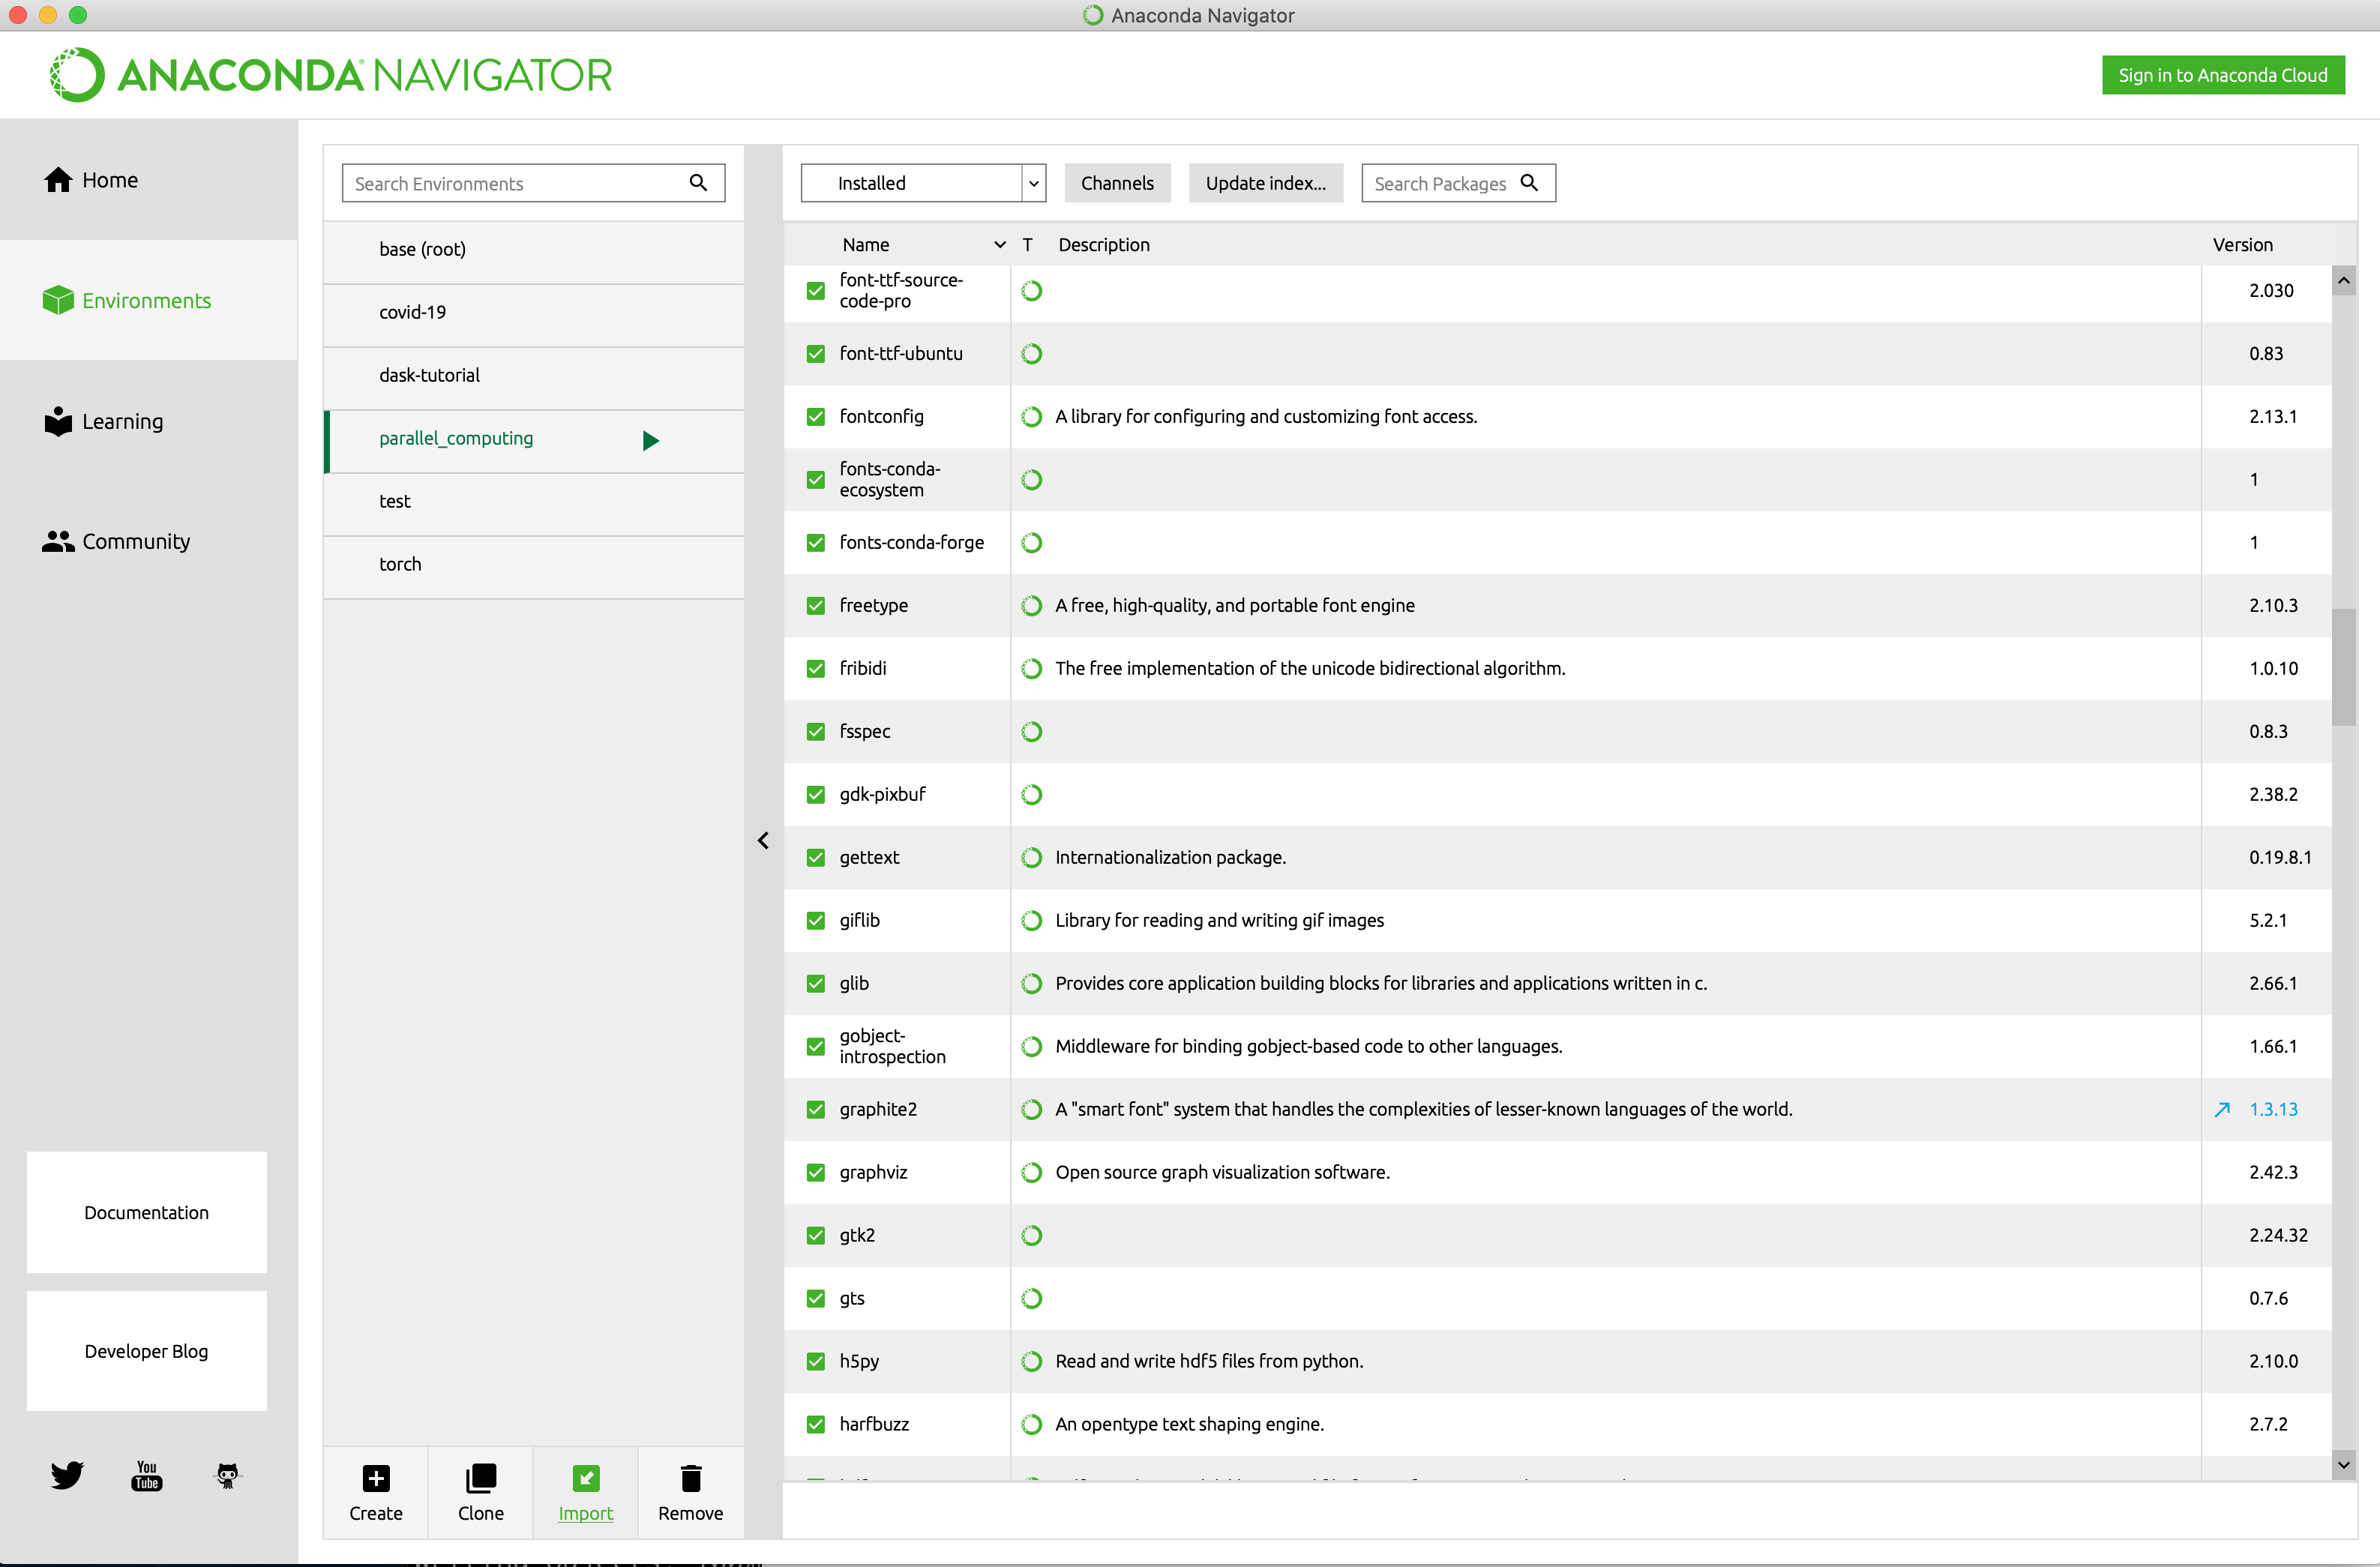 Anaconda Navigator
ANACONDA NAVIGATOR
Sign in to Anaconda Cloud
Home
Environments
Learning
Community
Documentation
Developer Blog
You
Tube
Search Environments
base (root)
covid-19
dask-tutorial
parallel_computing
test
torch
Create
Clone
Import
Remove
Installed
Channels
Update index...
Search Packages
Name T Description Version
font-ttf-source-
code-pro 2.030
font-ttf-ubuntu 0.83
fontconfig A library for configuring and customizing font access. 2.13.1
fonts-conda-
ecosystem 1
fonts-conda-forge 1
freetype A free, high-quality, and portable font engine 2.10.3
fribidi The free implementation of the unicode bidirectional algorithm. 1.0.10
fsspec 0.8.3
gdk-pixbuf 2.38.2
gettext Internationalization package. 0.19.8.1
giflib Library for reading and writing gif images 5.2.1
glib Provides core application building blocks for libraries and applications written in c. 2.66.1
gobject-
introspection Middleware for binding gobject-based code to other languages. 1.66.1
graphite2 A "smart font" system that handles the complexities of lesser-known languages of the world. 1.3.13
graphviz Open source graph visualization software. 2.42.3
gtk2 2.24.32
gts 0.7.6
h5py Read and write hdf5 files from python. 2.10.0
harfbuzz An opentype text shaping engine. 2.7.2